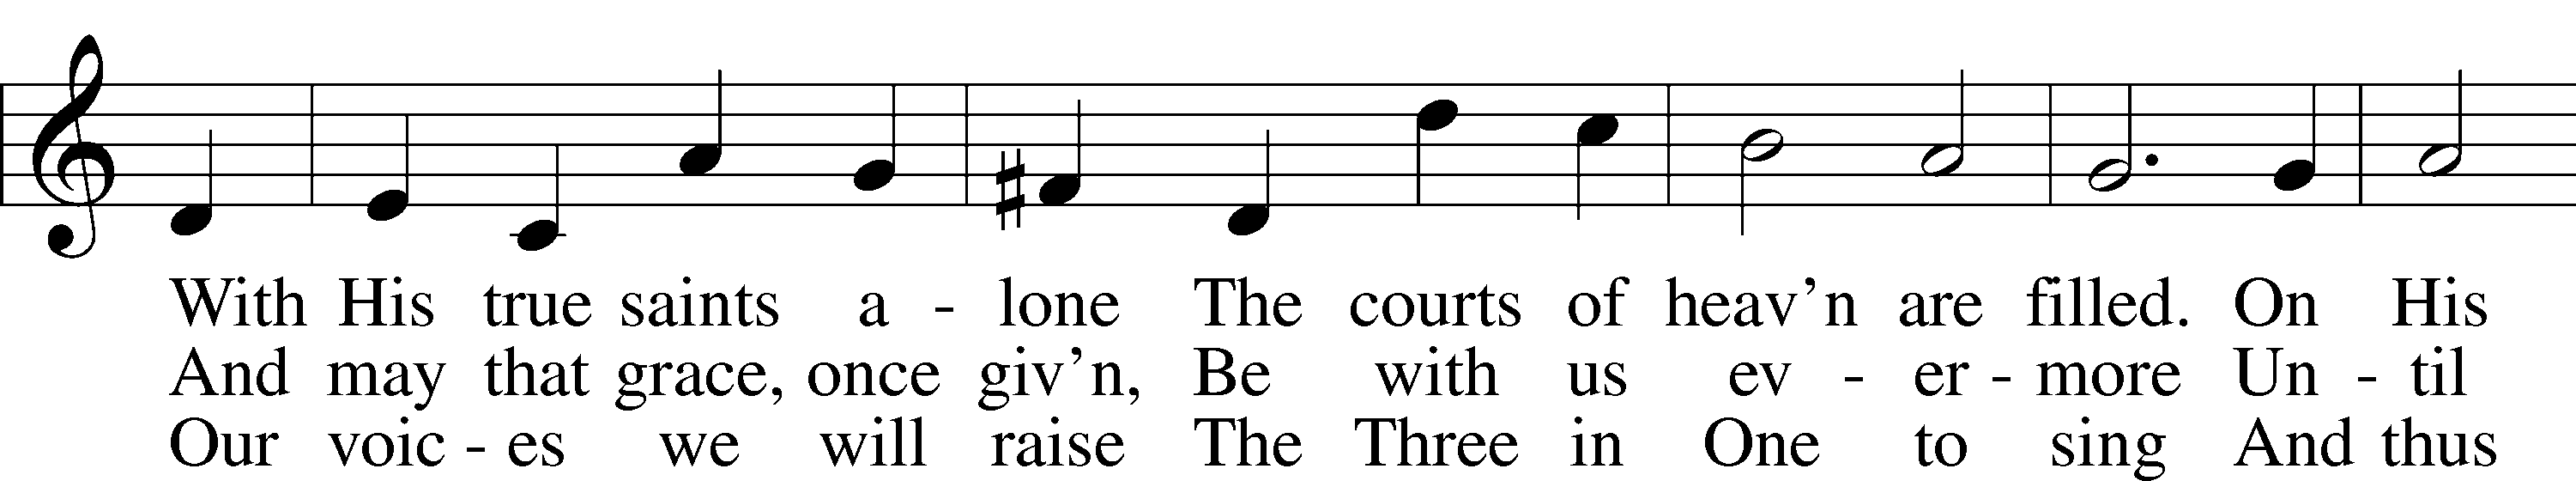 With His true saints a - lone The courts of heav'n are filled. On His
And may that grace, once giv'n, Be with us ev - er - more Un - til
Our voic - es we will raise The Three in One to sing And thus